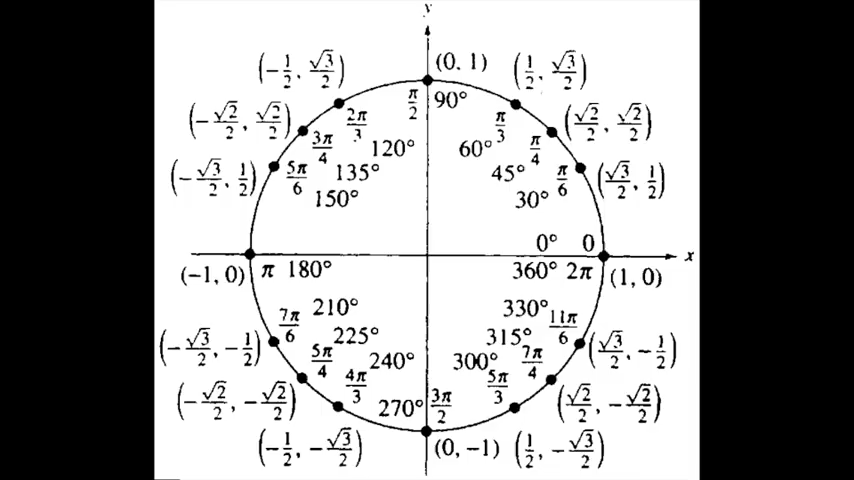 y
(0, 1)
(-1/2, √3/2)
(1/2, √3/2)
π/2 90°
(-√2/2, √2/2)
2π/3
π/3
(√2/2, √2/2)
3π/4 120°
60° π/4
(-√3/2, 1/2)
5π/6 135°
45° π/6
(√3/2, 1/2)
150°
30°
0° 0
x
(-1, 0) π 180°
360° 2π (1, 0)
210°
330° 11π/6
7π/6
(-√3/2, -1/2)
225°
315°
(√3/2, -1/2)
5π/4 240°
300° 7π/4
(-√2/2, -√2/2)
4π/3
5π/3
(√2/2, -√2/2)
270° 3π/2
(-1/2, -√3/2)
(0, -1)
(1/2, -√3/2)